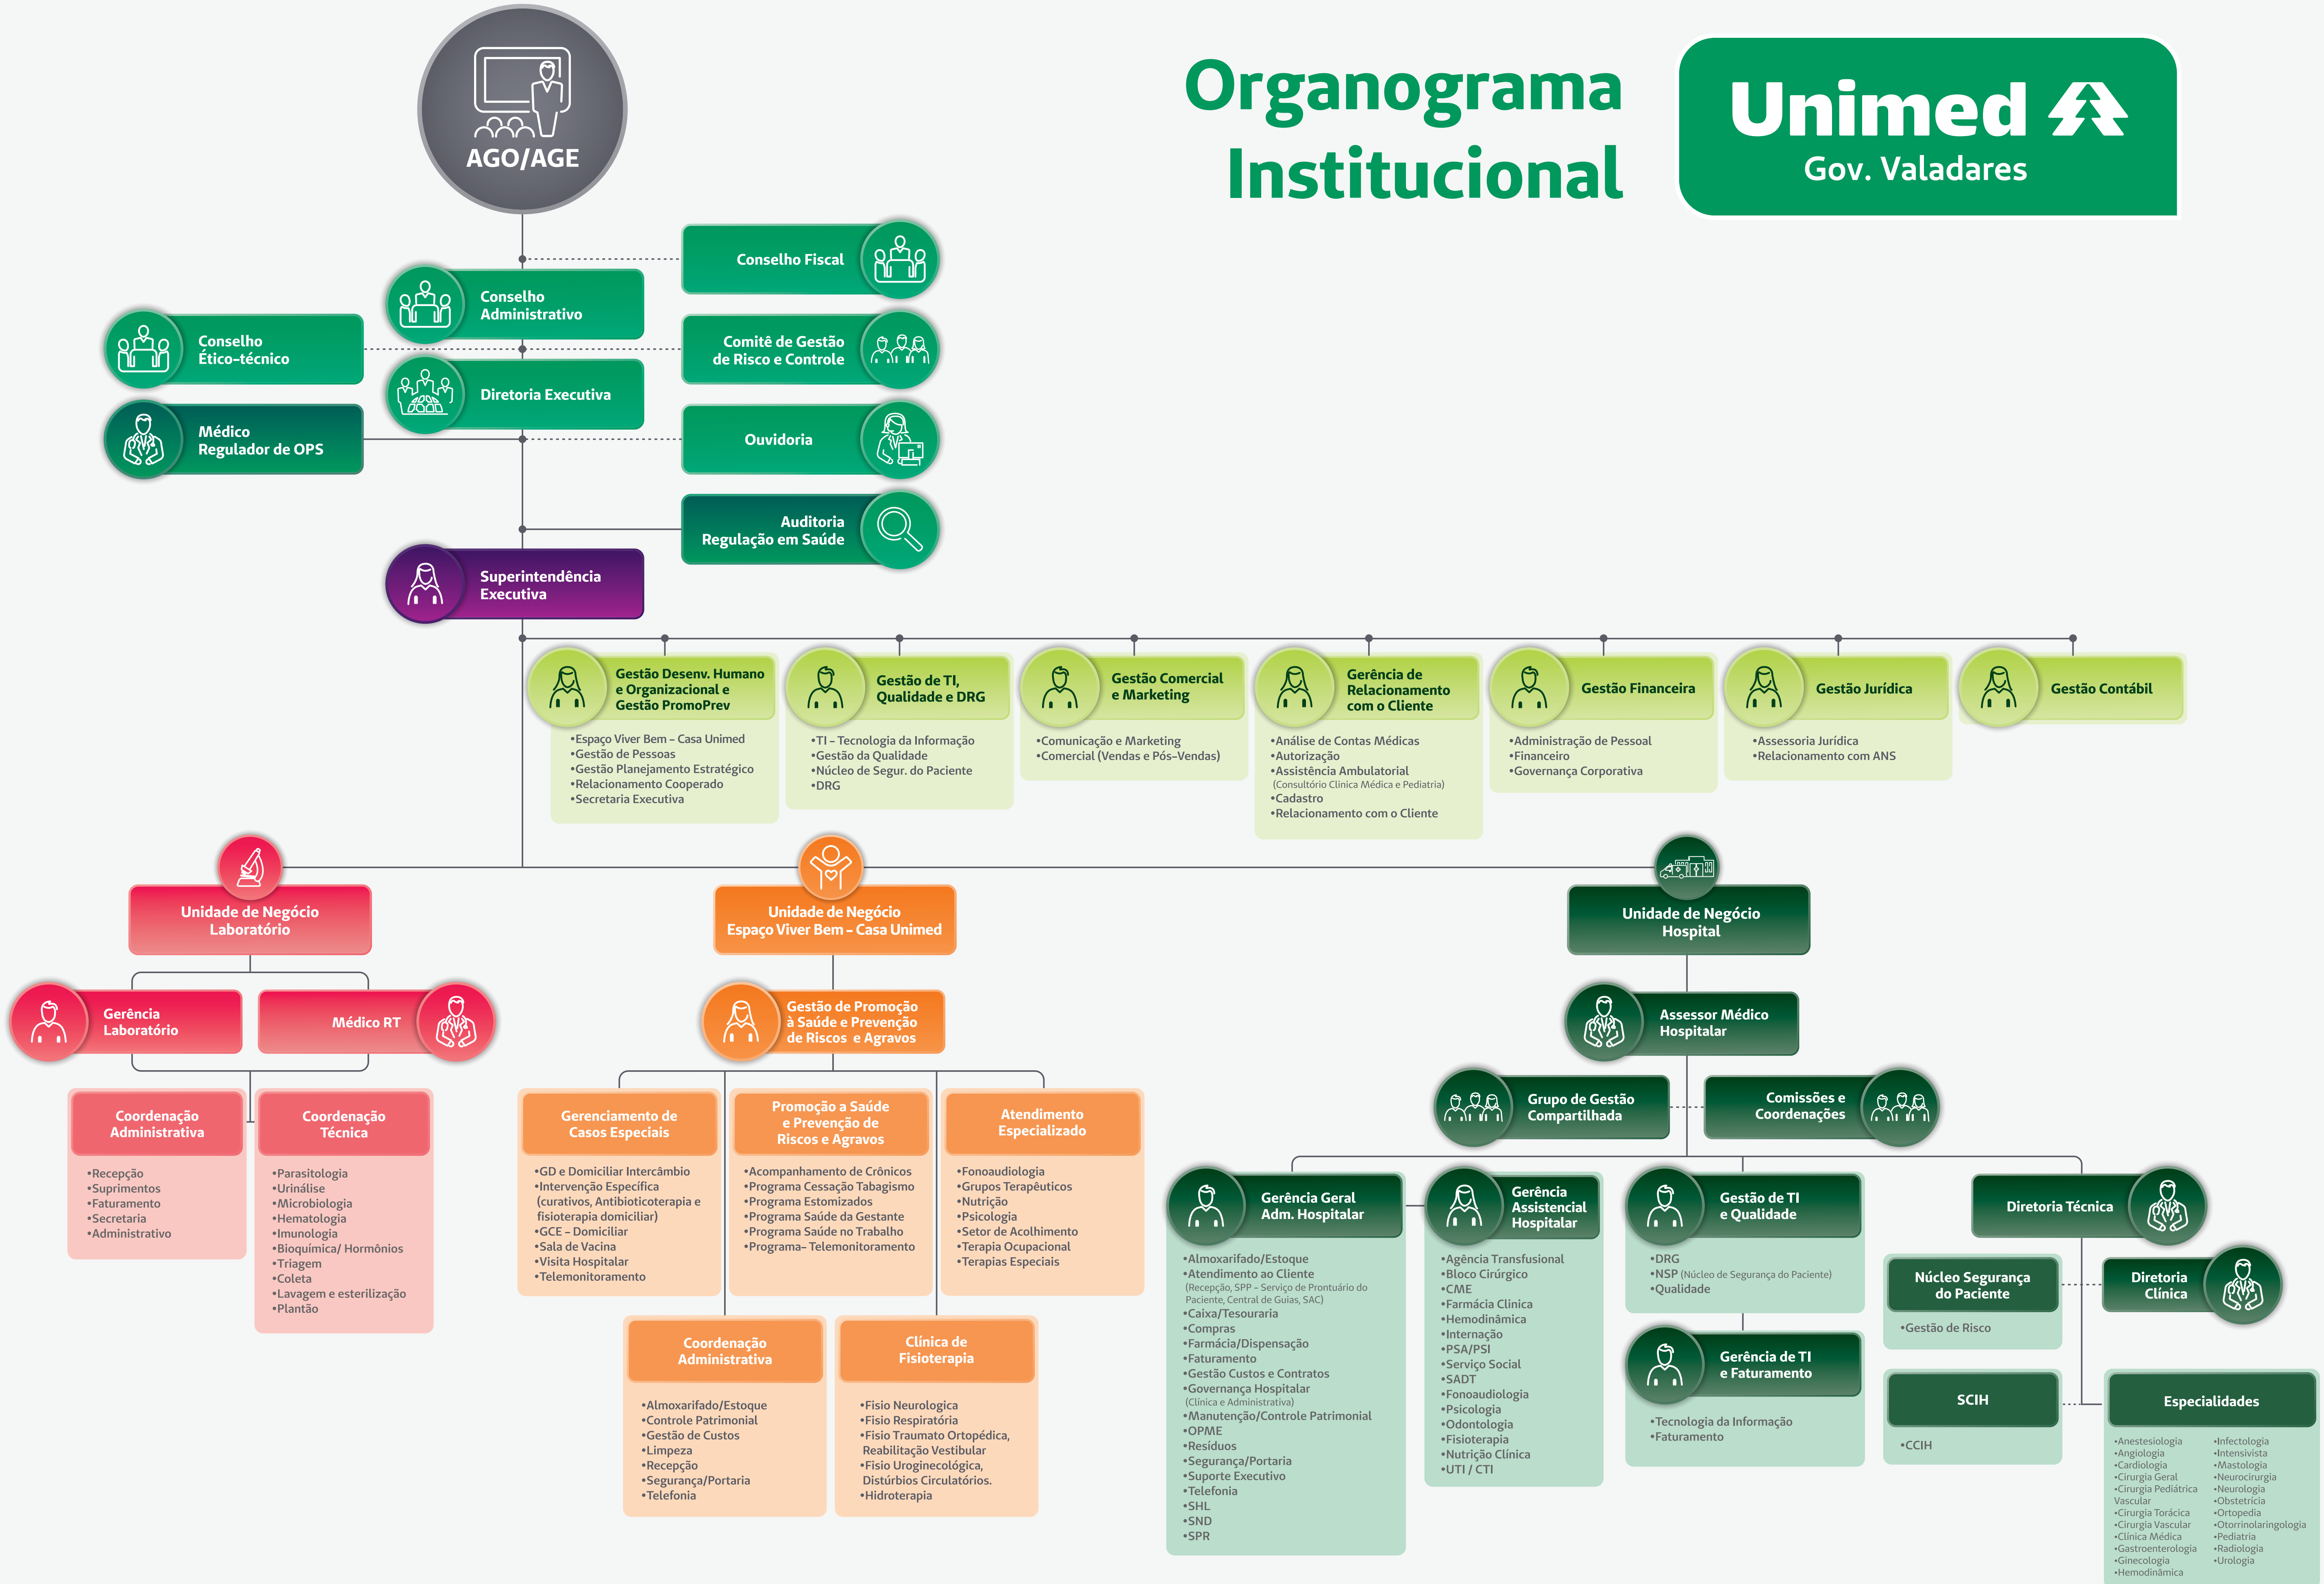 Organograma
Institucional
Unimed
Gov. Valadares
AGO/AGE
Conselho Fiscal
Conselho
Administrativo
Conselho
Ético-técnico
Comitê de Gestão
de Risco e Controle
Diretoria Executiva
Médico
Regulador de OPS
Ouvidoria
Auditoria
Regulação em Saúde
Superintendência
Executiva
Gestão Desenv. Humano
e Organizacional e
Gestão PromoPrev
•Espaço Viver Bem - Casa Unimed
•Gestão de Pessoas
•Gestão Planejamento Estratégico
•Relacionamento Cooperado
•Secretaria Executiva
Gestão de TI,
Qualidade e DRG
•TI - Tecnologia da Informação
•Gestão da Qualidade
•Núcleo de Segur. do Paciente
•DRG
Gestão Comercial
e Marketing
•Comunicação e Marketing
•Comercial (Vendas e Pós-Vendas)
Gerência de
Relacionamento
com o Cliente
•Análise de Contas Médicas
•Autorização
•Assistência Ambulatorial
(Consultório Clinica Médica e Pediatria)
•Cadastro
•Relacionamento com o Cliente
Gestão Financeira
•Administração de Pessoal
•Financeiro
•Governança Corporativa
Gestão Jurídica
•Assessoria Jurídica
•Relacionamento com ANS
Gestão Contábil
Unidade de Negócio
Laboratório
Gerência
Laboratório
Médico RT
Coordenação
Administrativa
•Recepção
•Suprimentos
•Faturamento
•Secretaria
•Administrativo
Coordenação
Técnica
•Parasitologia
•Urinálise
•Microbiologia
•Hematologia
•Imunologia
•Bioquímica/ Hormônios
•Triagem
•Coleta
•Lavagem e esterilização
•Plantão
Unidade de Negócio
Espaço Viver Bem - Casa Unimed
Gestão de Promoção
à Saúde e Prevenção
de Riscos e Agravos
Gerenciamento de
Casos Especiais
•GD e Domiciliar Intercâmbio
•Intervenção Específica
(curativos, Antibioticoterapia e
fisioterapia domiciliar)
•GCE - Domiciliar
•Sala de Vacina
•Visita Hospitalar
•Telemonitoramento
Promoção a Saúde
e Prevenção de
Riscos e Agravos
•Acompanhamento de Crônicos
•Programa Cessação Tabagismo
•Programa Estomizados
•Programa Saúde da Gestante
•Programa Saúde no Trabalho
•Programa- Telemonitoramento
Atendimento
Especializado
•Fonoaudiologia
•Grupos Terapêuticos
•Nutrição
•Psicologia
•Setor de Acolhimento
•Terapia Ocupacional
•Terapias Especiais
Coordenação
Administrativa
•Almoxarifado/Estoque
•Controle Patrimonial
•Gestão de Custos
•Limpeza
•Recepção
•Segurança/Portaria
•Telefonia
Clínica de
Fisioterapia
•Fisio Neurologica
•Fisio Respiratória
•Fisio Traumato Ortopédica,
Reabilitação Vestibular
•Fisio Uroginecológica,
Distúrbios Circulatórios.
•Hidroterapia
Unidade de Negócio
Hospital
Assessor Médico
Hospitalar
Grupo de Gestão
Compartilhada
Comissões e
Coordenações
Gerência Geral
Adm. Hospitalar
•Almoxarifado/Estoque
•Atendimento ao Cliente
(Recepção, SPP - Serviço de Prontuário do
Paciente, Central de Guias, SAC)
•Caixa/Tesouraria
•Compras
•Farmácia/Dispensação
•Faturamento
•Gestão Custos e Contratos
•Governança Hospitalar
(Clínica e Administrativa)
•Manutenção/Controle Patrimonial
•OPME
•Resíduos
•Segurança/Portaria
•Suporte Executivo
•Telefonia
•SHL
•SND
•SPR
Gerência
Assistencial
Hospitalar
•Agência Transfusional
•Bloco Cirúrgico
•CME
•Farmácia Clinica
•Hemodinâmica
•Internação
•PSA/PSI
•Serviço Social
•SADT
•Fonoaudiologia
•Psicologia
•Odontologia
•Fisioterapia
•Nutrição Clínica
•UTI / CTI
Gestão de TI
e Qualidade
•DRG
•NSP (Núcleo de Segurança do Paciente)
•Qualidade
Gerência de TI
e Faturamento
•Tecnologia da Informação
•Faturamento
Diretoria Técnica
Núcleo Segurança
do Paciente
•Gestão de Risco
Diretoria
Clínica
SCIH
•CCIH
Especialidades
•Anestesiologia
•Angiologia
•Cardiologia
•Cirurgia Geral
•Cirurgia Pediátrica
Vascular
•Cirurgia Torácica
•Cirurgia Vascular
•Clínica Médica
•Gastroenterologia
•Ginecologia
•Hemodinâmica
•Infectologia
•Intensivista
•Mastologia
•Neurocirurgia
•Neurologia
•Obstetrícia
•Ortopedia
•Otorrinolaringologia
•Pediatria
•Radiologia
•Urologia